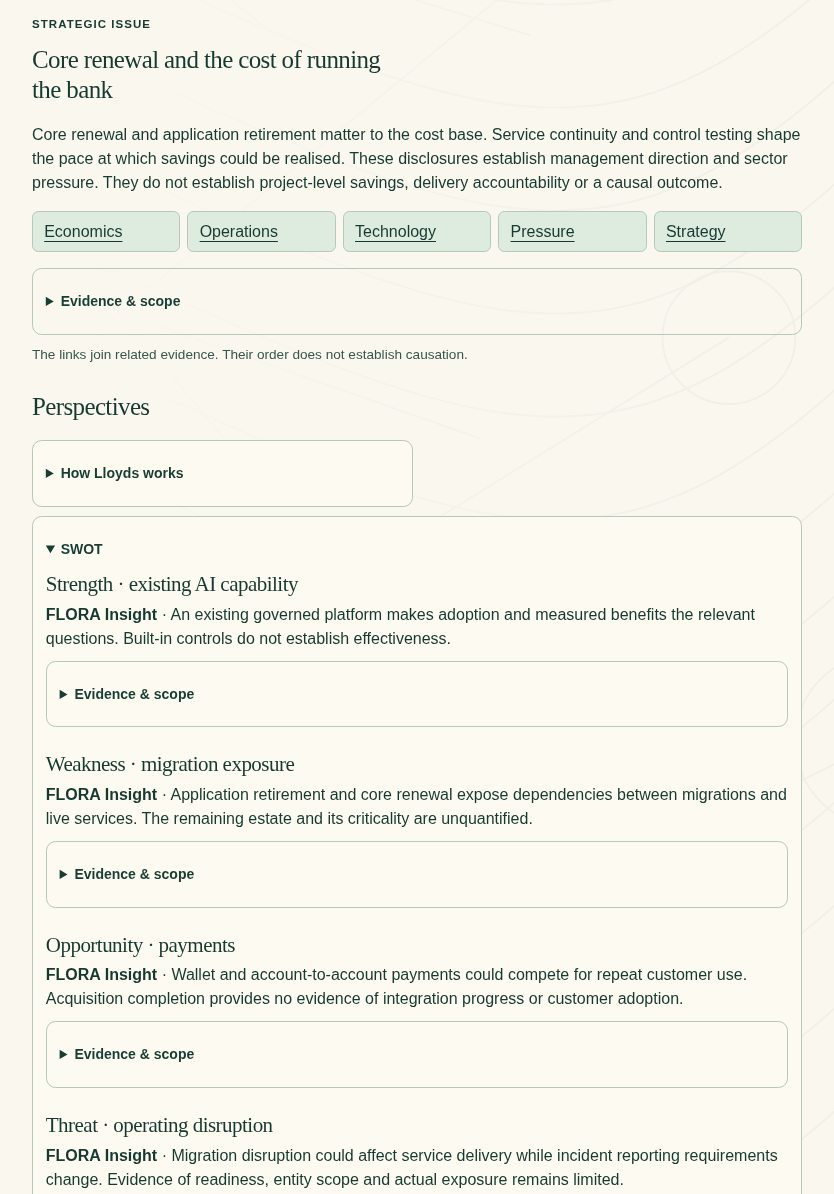 STRATEGIC ISSUE
Core renewal and the cost of running
the bank
Core renewal and application retirement matter to the cost base. Service continuity and control testing shape
the pace at which savings could be realised. These disclosures establish management direction and sector
pressure. They do not establish project-level savings, delivery accountability or a causal outcome.
Economics
Operations
Technology
Pressure
Strategy
Evidence & scope
The links join related evidence. Their order does not establish causation.
Perspectives
How Lloyds works
SWOT
Strength · existing AI capability
FLORA Insight · An existing governed platform makes adoption and measured benefits the relevant
questions. Built-in controls do not establish effectiveness.
Evidence & scope
Weakness · migration exposure
FLORA Insight · Application retirement and core renewal expose dependencies between migrations and
live services. The remaining estate and its criticality are unquantified.
Evidence & scope
Opportunity · payments
FLORA Insight · Wallet and account-to-account payments could compete for repeat customer use.
Acquisition completion provides no evidence of integration progress or customer adoption.
Evidence & scope
Threat · operating disruption
FLORA Insight · Migration disruption could affect service delivery while incident reporting requirements
change. Evidence of readiness, entity scope and actual exposure remains limited.